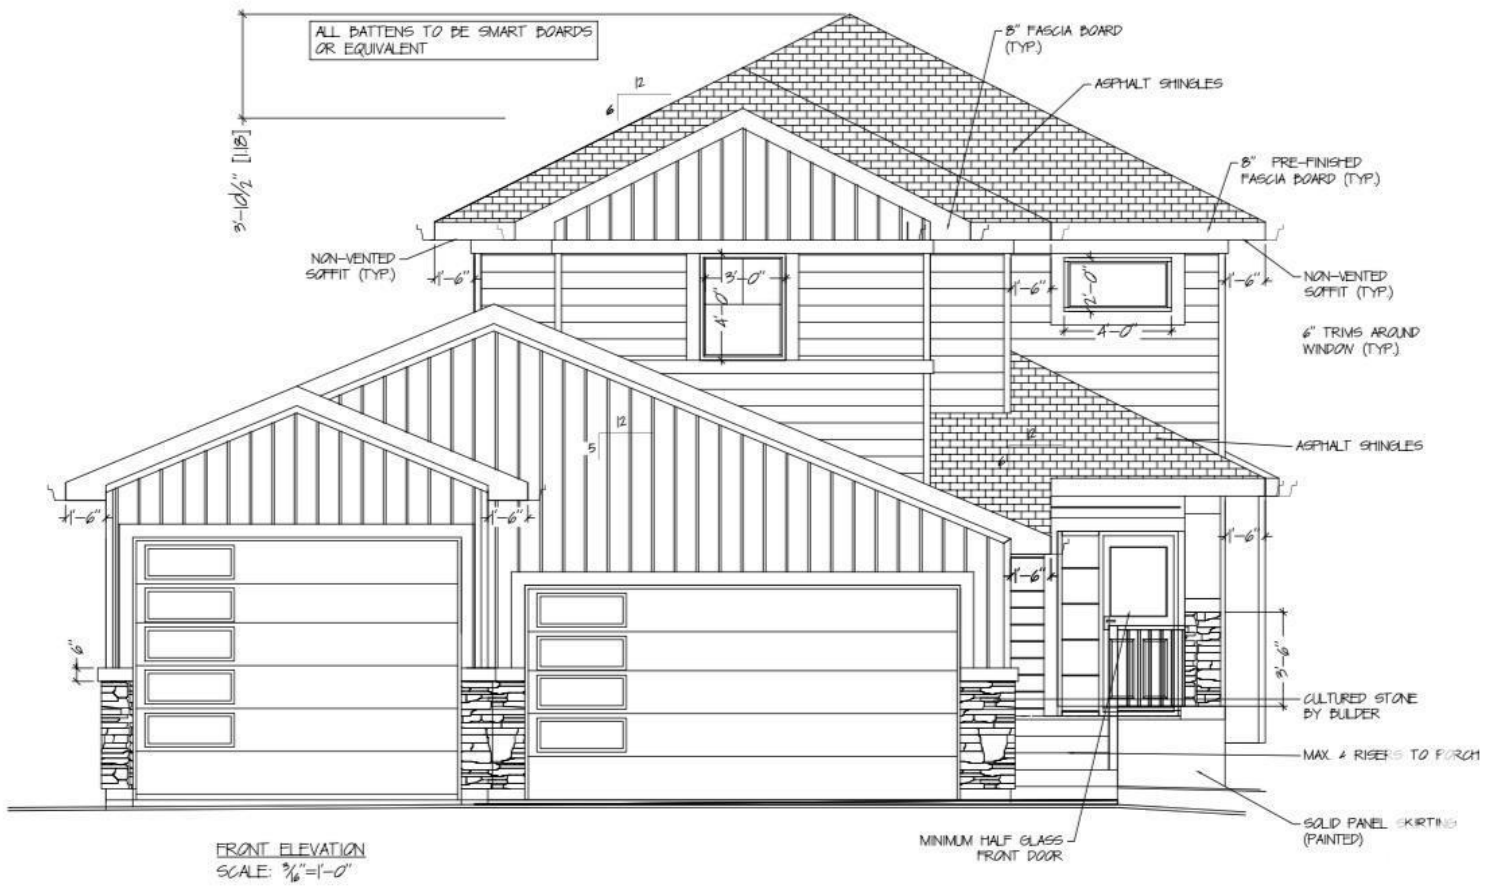 ALL BATTENS TO BE SMART BOARDS
OR EQUIVALENT
8" FASCIA BOARD
(TYP.)
12
6
ASPHALT SHINGLES
3'-10½" [1.18]
8" PRE-FINISHED
FASCIA BOARD (TYP.)
NON-VENTED
SOFFIT (TYP.)
1'-6"
3'-0"
4'-0"
1'-6"
2'-0"
4'-0"
1'-6"
NON-VENTED
SOFFIT (TYP.)
6" TRIMS AROUND
WINDOW (TYP.)
12
5
12
6
ASPHALT SHINGLES
1'-6"
1'-6"
1'-6"
1'-6"
6"
3'-6"
CULTURED STONE
BY BUILDER
MAX. 4 RISERS TO PORCH
SOLID PANEL SKIRTING
(PAINTED)
MINIMUM HALF GLASS
FRONT DOOR
FRONT ELEVATION
SCALE: 3/16"=1'-0"